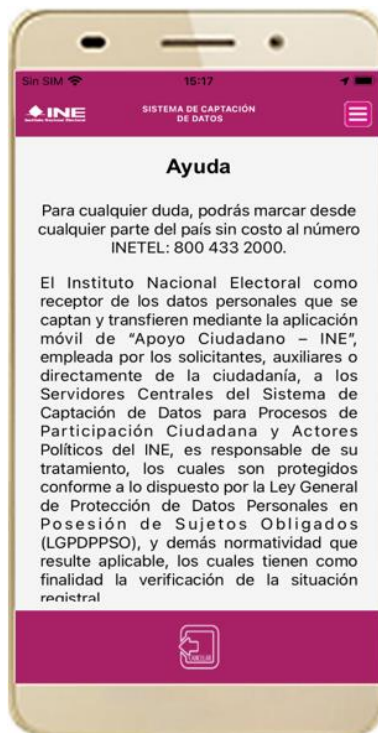 Sin SIM 15:17
INE
Instituto Nacional Electoral
SISTEMA DE CAPTACIÓN
DE DATOS
Ayuda
Para cualquier duda, podrás marcar desde
cualquier parte del país sin costo al número
INETEL: 800 433 2000.
El Instituto Nacional Electoral como
receptor de los datos personales que se
captan y transfieren mediante la aplicación
móvil de “Apoyo Ciudadano – INE”,
empleada por los solicitantes, auxiliares o
directamente de la ciudadanía, a los
Servidores Centrales del Sistema de
Captación de Datos para Procesos de
Participación Ciudadana y Actores
Políticos del INE, es responsable de su
tratamiento, los cuales son protegidos
conforme a lo dispuesto por la Ley General
de Protección de Datos Personales en
Posesión de Sujetos Obligados
(LGPDPPSO), y demás normatividad que
resulte aplicable, los cuales tienen como
finalidad la verificación de la situación
registral